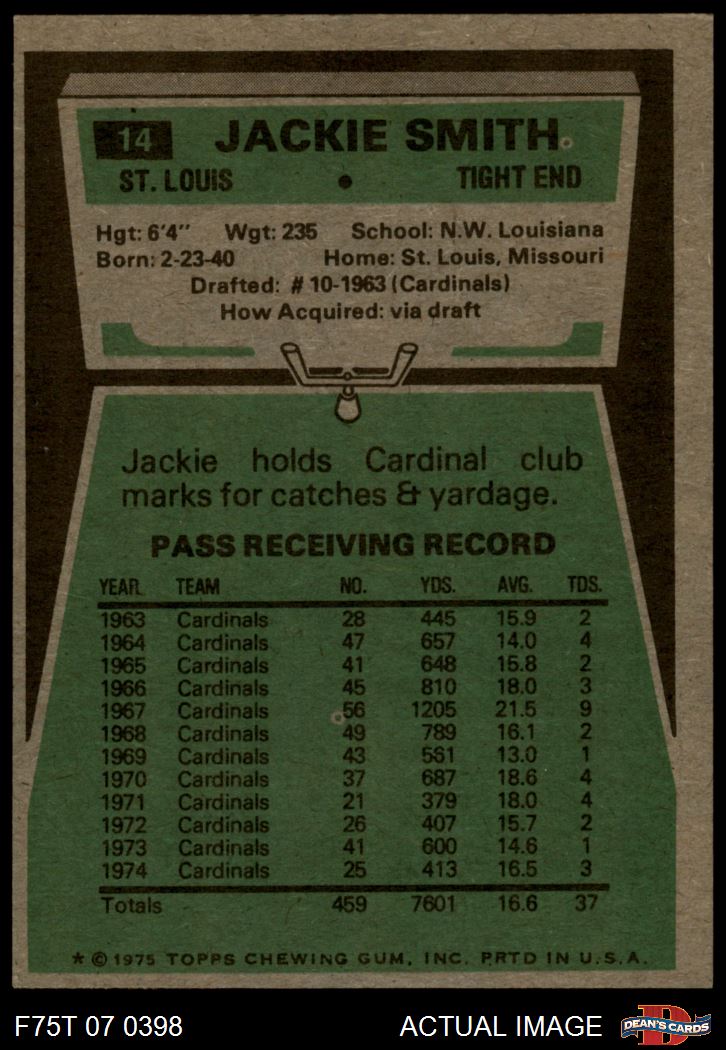 14 JACKIE SMITH
ST. LOUIS • TIGHT END
Hgt: 6'4" Wgt: 235 School: N.W. Louisiana
Born: 2-23-40 Home: St. Louis, Missouri
Drafted: # 10-1963 (Cardinals)
How Acquired: via draft
Jackie holds Cardinal club
marks for catches & yardage.
PASS RECEIVING RECORD
YEAR TEAM NO. YDS. AVG. TDS.
1963 Cardinals 28 445 15.9 2
1964 Cardinals 47 657 14.0 4
1965 Cardinals 41 648 15.8 2
1966 Cardinals 45 810 18.0 3
1967 Cardinals 56 1205 21.5 9
1968 Cardinals 49 789 16.1 2
1969 Cardinals 43 561 13.0 1
1970 Cardinals 37 687 18.6 4
1971 Cardinals 21 379 18.0 4
1972 Cardinals 26 407 15.7 2
1973 Cardinals 41 600 14.6 1
1974 Cardinals 25 413 16.5 3
Totals 459 7601 16.6 37
* © 1975 TOPPS CHEWING GUM, INC. PRTD IN U.S.A.
F75T 07 0398 ACTUAL IMAGE
D
DEAN'S CARDS